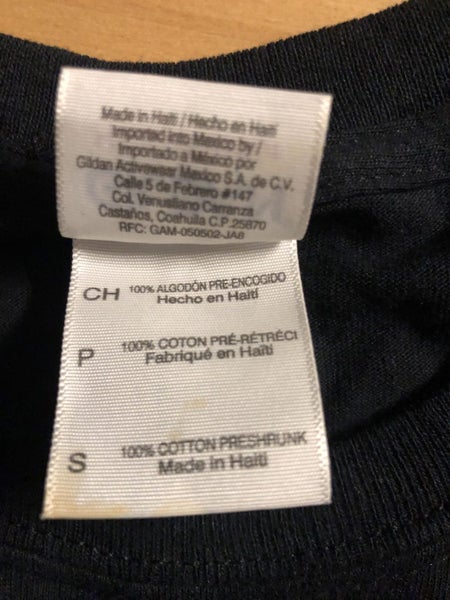 Made in Haiti / Hecho en Haití
Imported into Mexico by /
Importado a México por
Gildan Activewear Mexico S.A. de C.V.
Calle 5 de Febrero #147
Col. Venustiano Carranza
Castaños, Coahuila C.P. 25870
RFC: GAM-050502-JA8
CH 100% ALGODÓN PRE-ENCOGIDO
Hecho en Haití
P 100% COTON PRÉ-RÉTRÉCI
Fabriqué en Haïti
S 100% COTTON PRESHRUNK
Made in Haiti